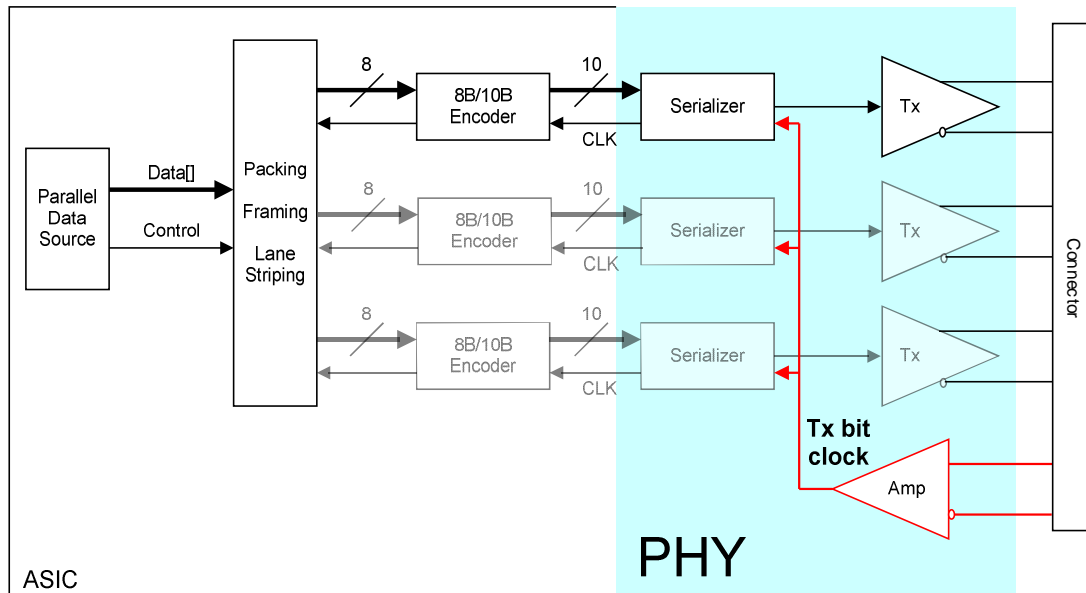 8
10
8B/10B
Encoder
CLK
Serializer
Tx
Parallel
Data
Source
Data[]
Control
Packing
Framing
Lane
Striping
8
10
8B/10B
Encoder
CLK
Serializer
Tx
8
10
8B/10B
Encoder
CLK
Serializer
Tx
Connector
Tx bit
clock
Amp
PHY
ASIC